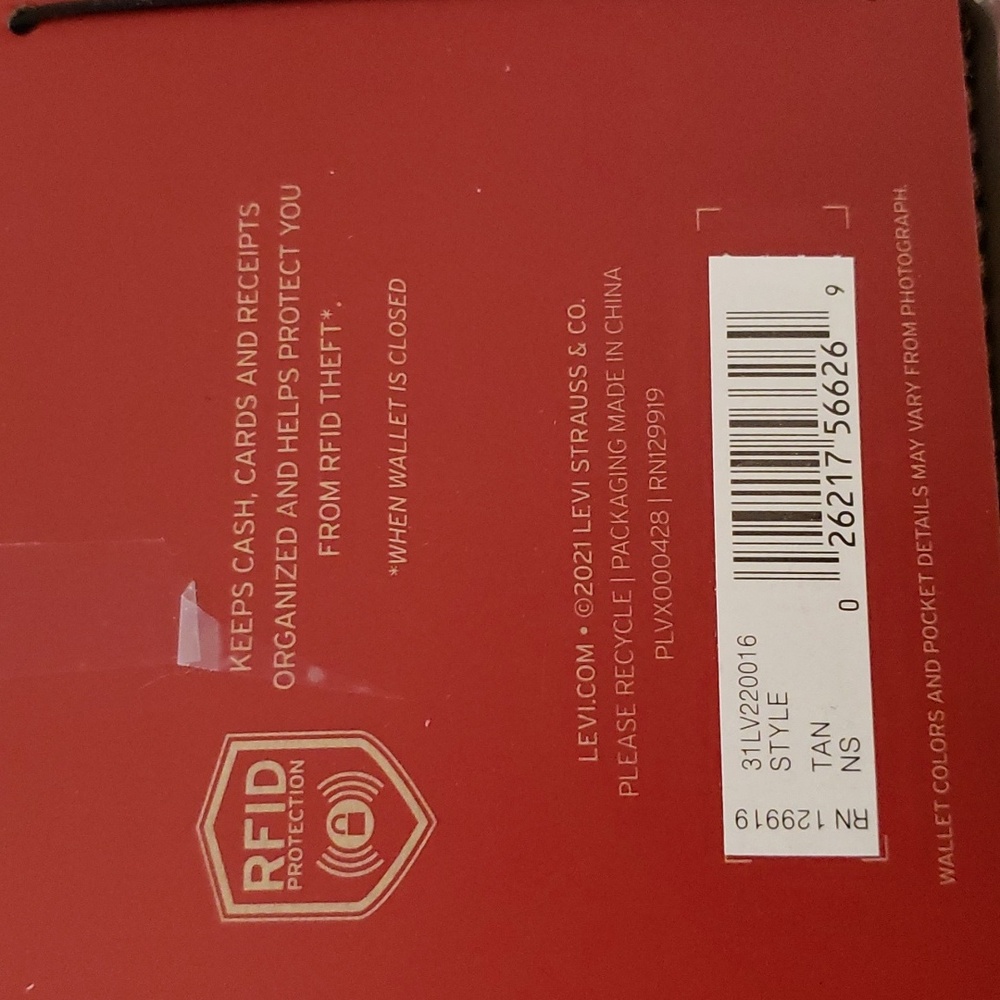 RFID
PROTECTION
KEEPS CASH, CARDS AND RECEIPTS
ORGANIZED AND HELPS PROTECT YOU
FROM RFID THEFT*.
*WHEN WALLET IS CLOSED
LEVI.COM • ©2021 LEVI STRAUSS & CO.
PLEASE RECYCLE | PACKAGING MADE IN CHINA
PLVX000428 | RN129919
RN 129919
31LV220016
STYLE
TAN
NS
0 26217 56626 9
WALLET COLORS AND POCKET DETAILS MAY VARY FROM PHOTOGRAPH.